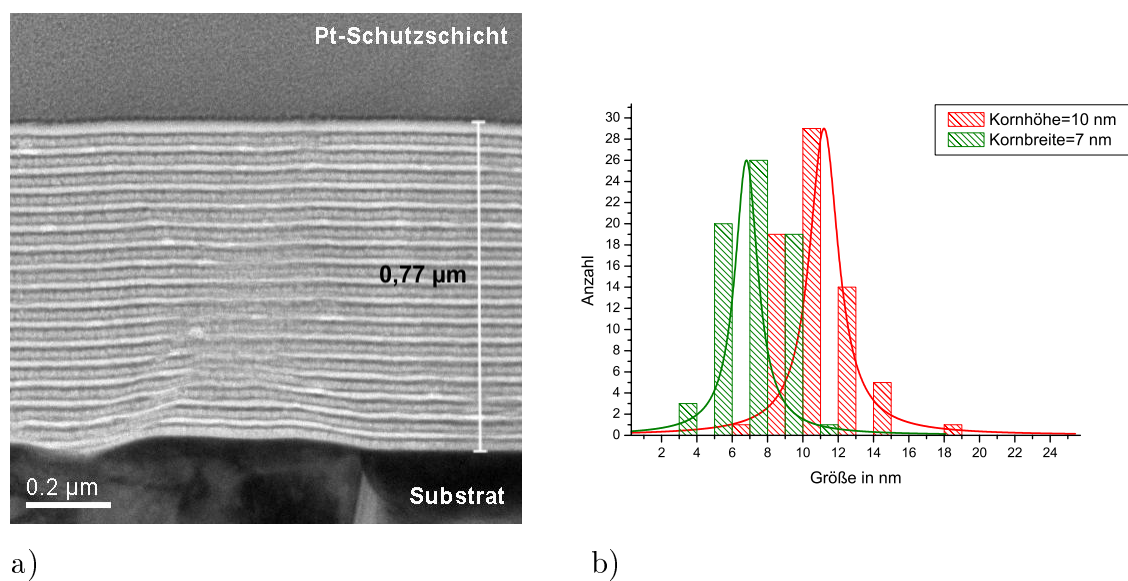 Pt-Schutzschicht
0,77 µm
0.2 µm
Substrat
a)
Kornhöhe=10 nm
Kornbreite=7 nm
Anzahl
30
28
26
24
22
20
18
16
14
12
10
8
6
4
2
0
2 4 6 8 10 12 14 16 18 20 22 24
Größe in nm
b)